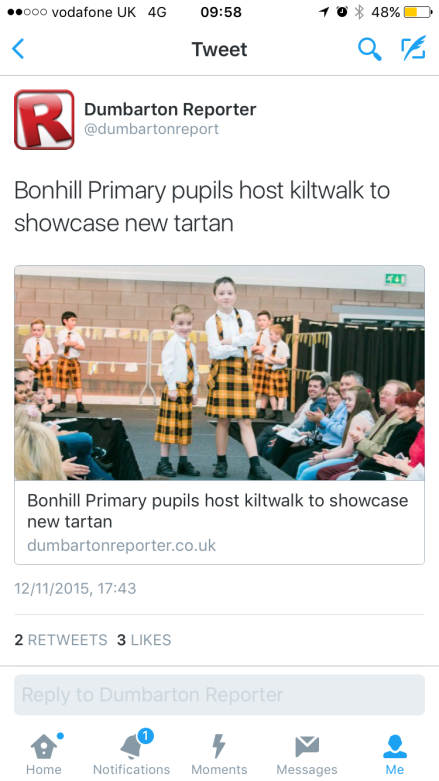 vodafone UK 4G 09:58 48%
Tweet
R
Dumbarton Reporter
@dumbartonreport
Bonhill Primary pupils host kiltwalk to
showcase new tartan
Bonhill Primary pupils host kiltwalk to showcase
new tartan
dumbartonreporter.co.uk
12/11/2015, 17:43
2 RETWEETS 3 LIKES
Reply to Dumbarton Reporter
1
Home Notifications Moments Messages Me